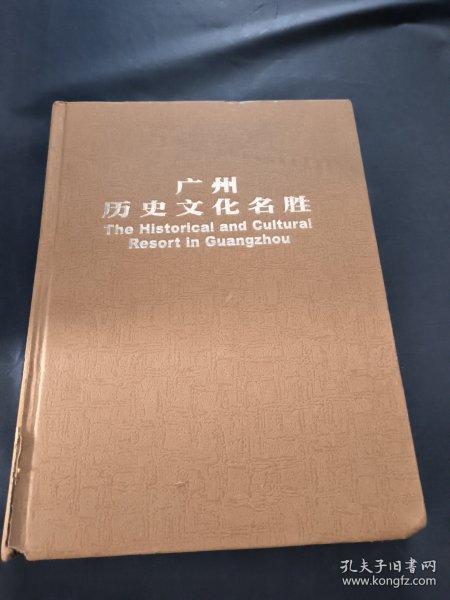 广州
历史文化名胜
The Historical and Cultural
Resort in Guangzhou
孔夫子旧书网
www.kongfz.com